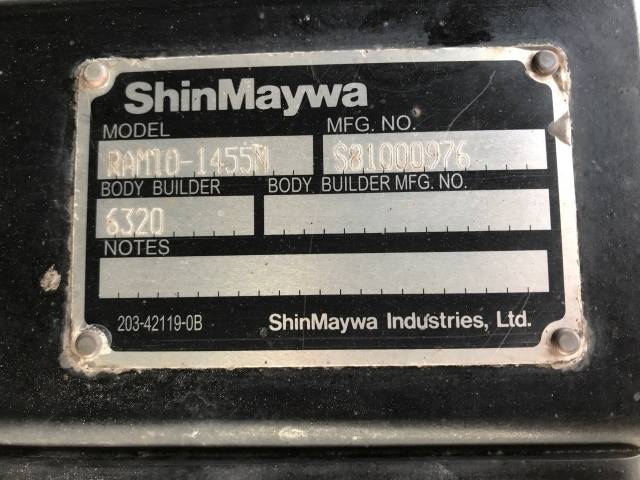 ShinMaywa
MODEL MFG. NO.
RAM10-1455N S81000976
BODY BUILDER BODY BUILDER MFG. NO.
6320
NOTES
203-42119-0B ShinMaywa Industries, Ltd.